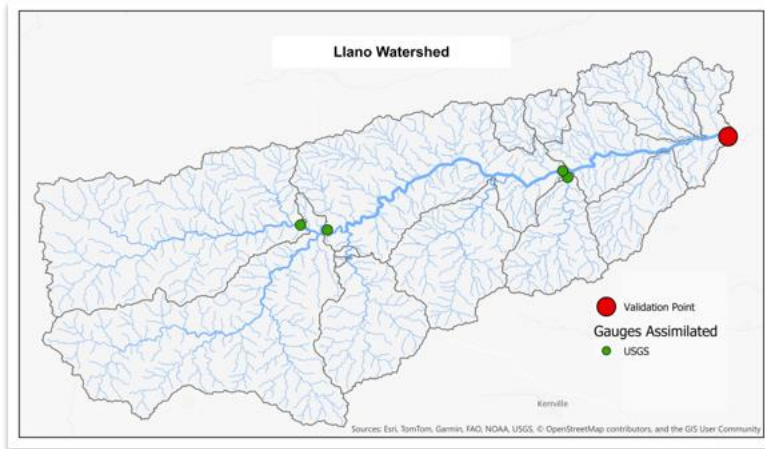 Llano Watershed
Validation Point
Gauges Assimilated
USGS
Kerrville
Sources: Esri, TomTom, Garmin, FAO, NOAA, USGS, © OpenStreetMap contributors, and the GIS User Community